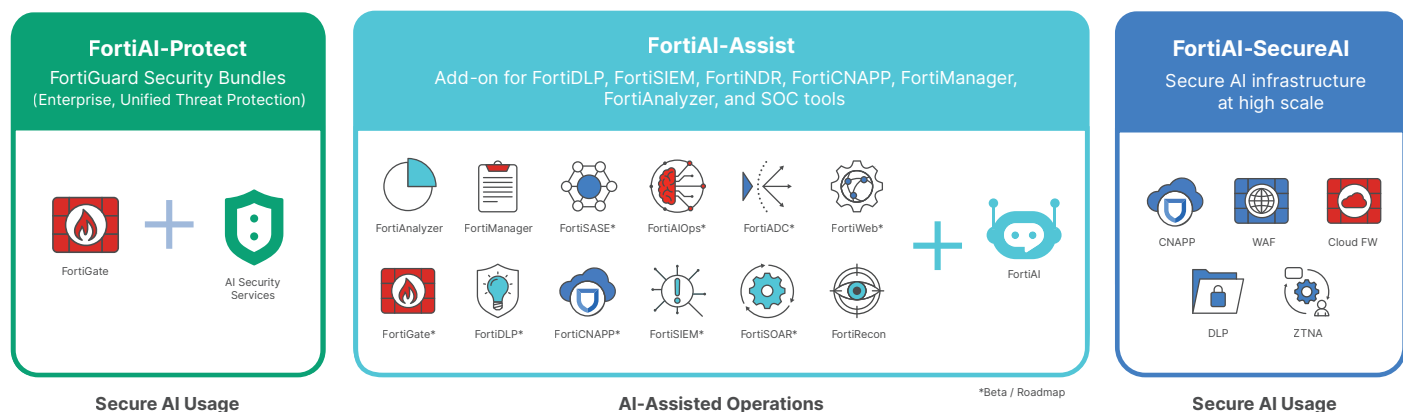 FortiAI-Protect
FortiGuard Security Bundles
(Enterprise, Unified Threat Protection)
FortiGate
AI Security
Services
Secure AI Usage
FortiAI-Assist
Add-on for FortiDLP, FortiSIEM, FortiNDR, FortiCNAPP, FortiManager,
FortiAnalyzer, and SOC tools
FortiAnalyzer
FortiManager
FortiSASE*
FortiAIOps*
FortiADC*
FortiWeb*
FortiGate*
FortiDLP*
FortiCNAPP*
FortiSIEM*
FortiSOAR*
FortiRecon
FortiAI
*Beta / Roadmap
AI-Assisted Operations
FortiAI-SecureAI
Secure AI infrastructure
at high scale
CNAPP
WAF
Cloud FW
DLP
ZTNA
Secure AI Usage